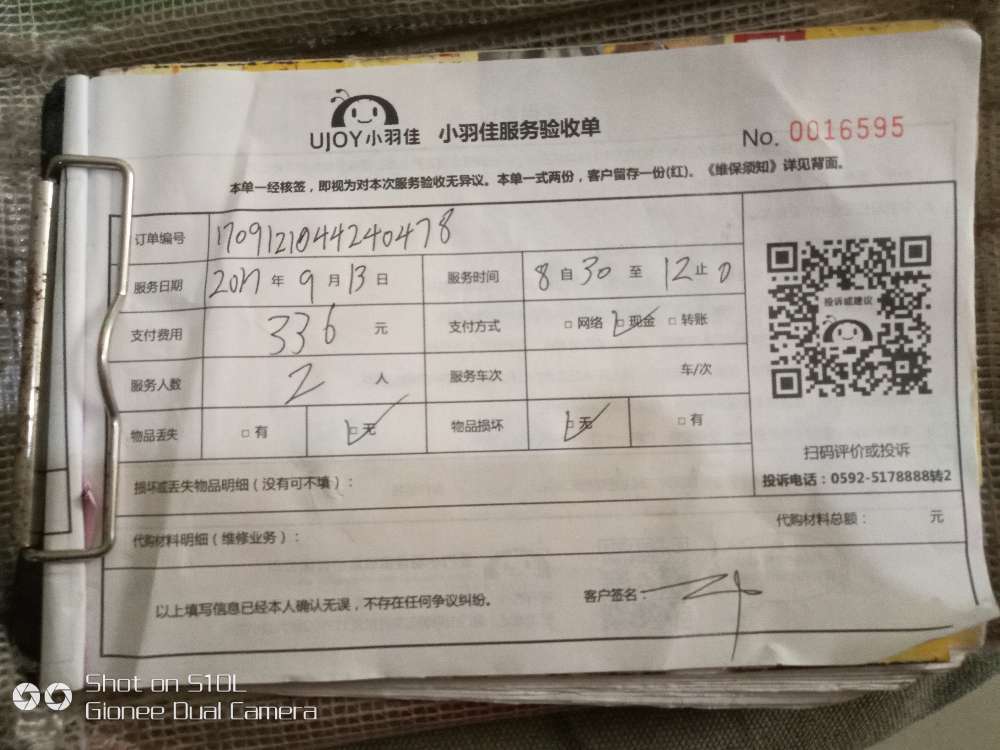 UJOY小羽佳 小羽佳服务验收单 No. 0016595
本单一经核签，即视为对本次服务验收无异议。本单一式两份，客户留存一份(红)。《维保须知》详见背面。
订单编号 1709121044240478
服务日期 2017 年 9 月 13 日 服务时间 8 自 30 至 12 止 0
支付费用 336 元 支付方式 □ 网络 □ 现金 □ 转账
服务人数 2 人 服务车次 车/次
物品丢失 □ 有 □ 无 物品损坏 □ 无 □ 有
投诉或建议
扫码评价或投诉
投诉电话：0592-5178888转2
损坏或丢失物品明细（没有可不填）：
代购材料明细（维修业务）： 代购材料总额： 元
以上填写信息已经本人确认无误，不存在任何争议纠纷。 客户签名：
Shot on S10L
Gionee Dual Camera